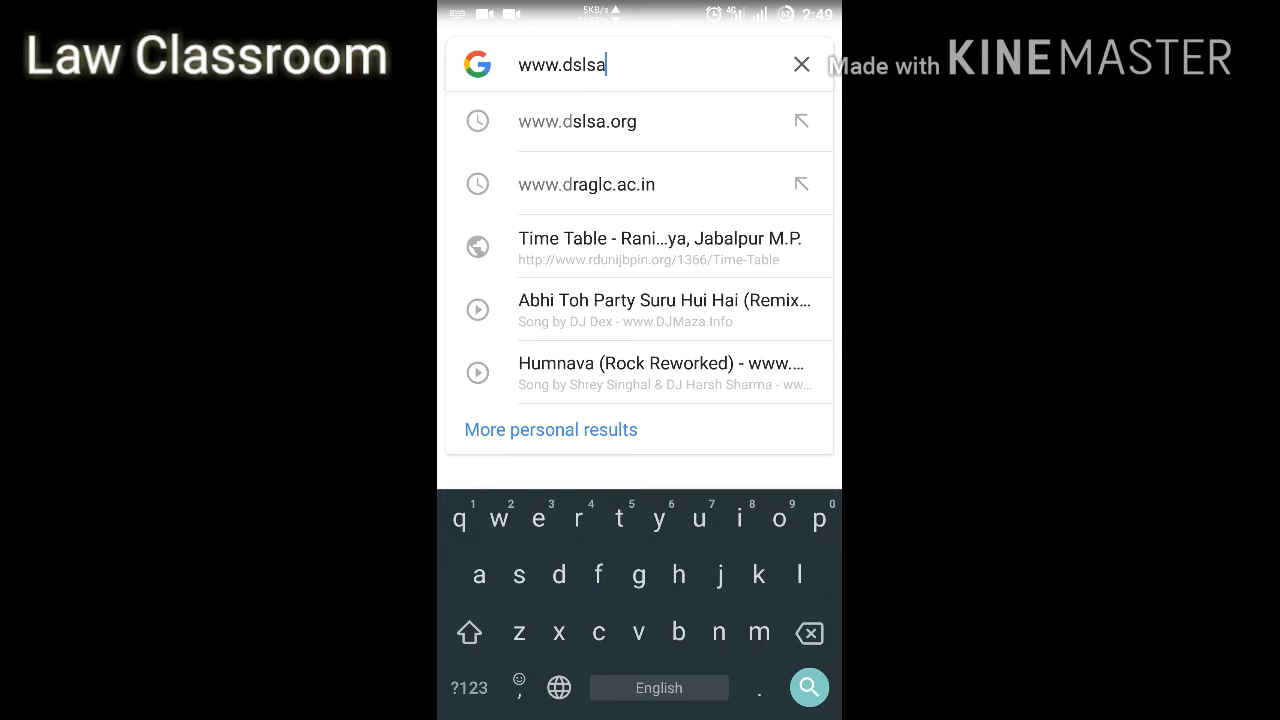 Law Classroom
Made with KINEMASTER
5KB/s
4G
62
2:49
www.dslsa
www.dslsa.org
www.draglc.ac.in
Time Table - Rani...ya, Jabalpur M.P.
http://www.rdunijbpin.org/1366/Time-Table
Abhi Toh Party Suru Hui Hai (Remix...
Song by DJ Dex - www.DJMaza.Info
Humnava (Rock Reworked) - www....
Song by Shrey Singhal & DJ Harsh Sharma - ww...
More personal results
1 2 3 4 5 6 7 8 9 0
q w e r t y u i o p
a s d f g h j k l
z x c v b n m
?123 , English .